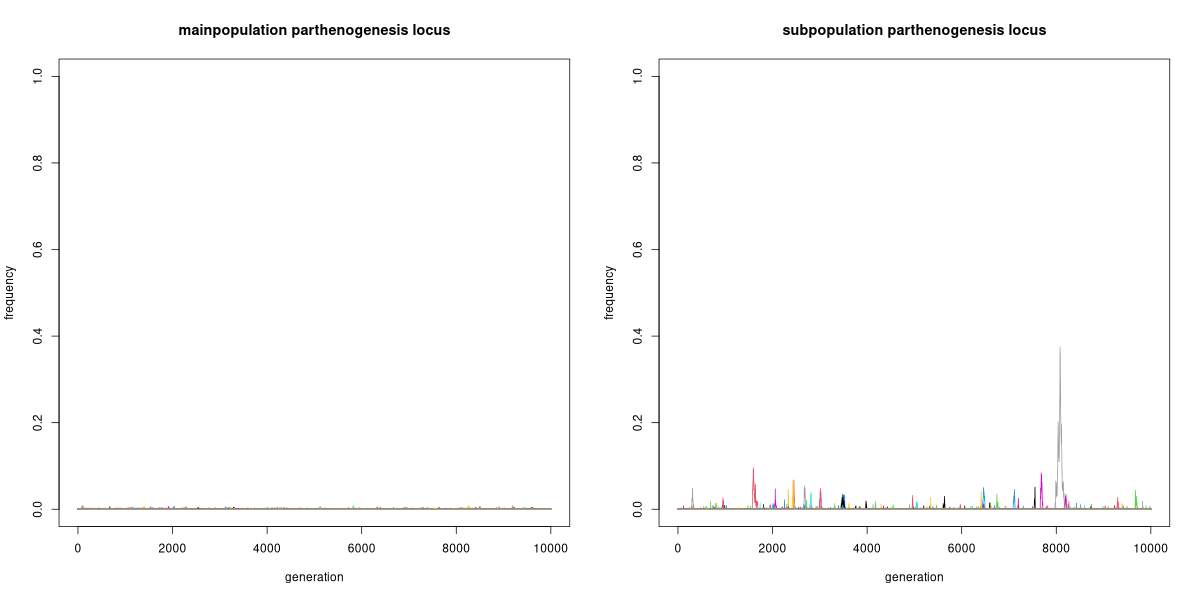 mainpopulation parthenogenesis locus
frequency
1.0
0.8
0.6
0.4
0.2
0.0
0 2000 4000 6000 8000 10000
generation
subpopulation parthenogenesis locus
frequency
1.0
0.8
0.6
0.4
0.2
0.0
0 2000 4000 6000 8000 10000
generation